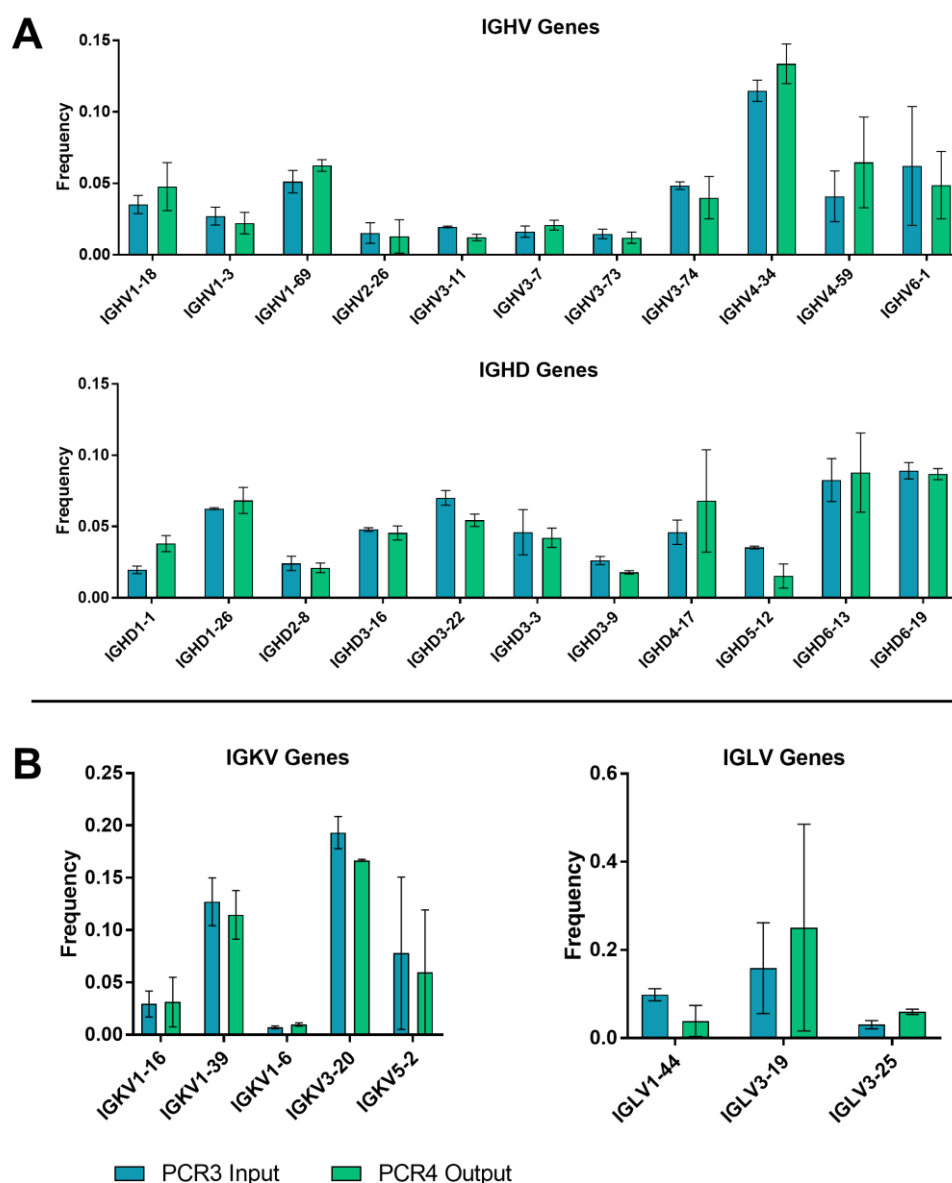 A
IGHV Genes
Frequency
0.15
0.10
0.05
0.00
IGHV1-18
IGHV1-3
IGHV1-69
IGHV2-26
IGHV3-11
IGHV3-7
IGHV3-73
IGHV3-74
IGHV4-34
IGHV4-59
IGHV6-1
IGHD Genes
Frequency
0.15
0.10
0.05
0.00
IGHD1-1
IGHD1-26
IGHD2-8
IGHD3-16
IGHD3-22
IGHD3-3
IGHD3-9
IGHD4-17
IGHD5-12
IGHD6-13
IGHD6-19
B
IGKV Genes
Frequency
0.25
0.20
0.15
0.10
0.05
0.00
IGKV1-16
IGKV1-39
IGKV1-6
IGKV3-20
IGKV5-2
IGLV Genes
Frequency
0.6
0.4
0.2
0.0
IGLV1-44
IGLV3-19
IGLV3-25
PCR3 Input
PCR4 Output